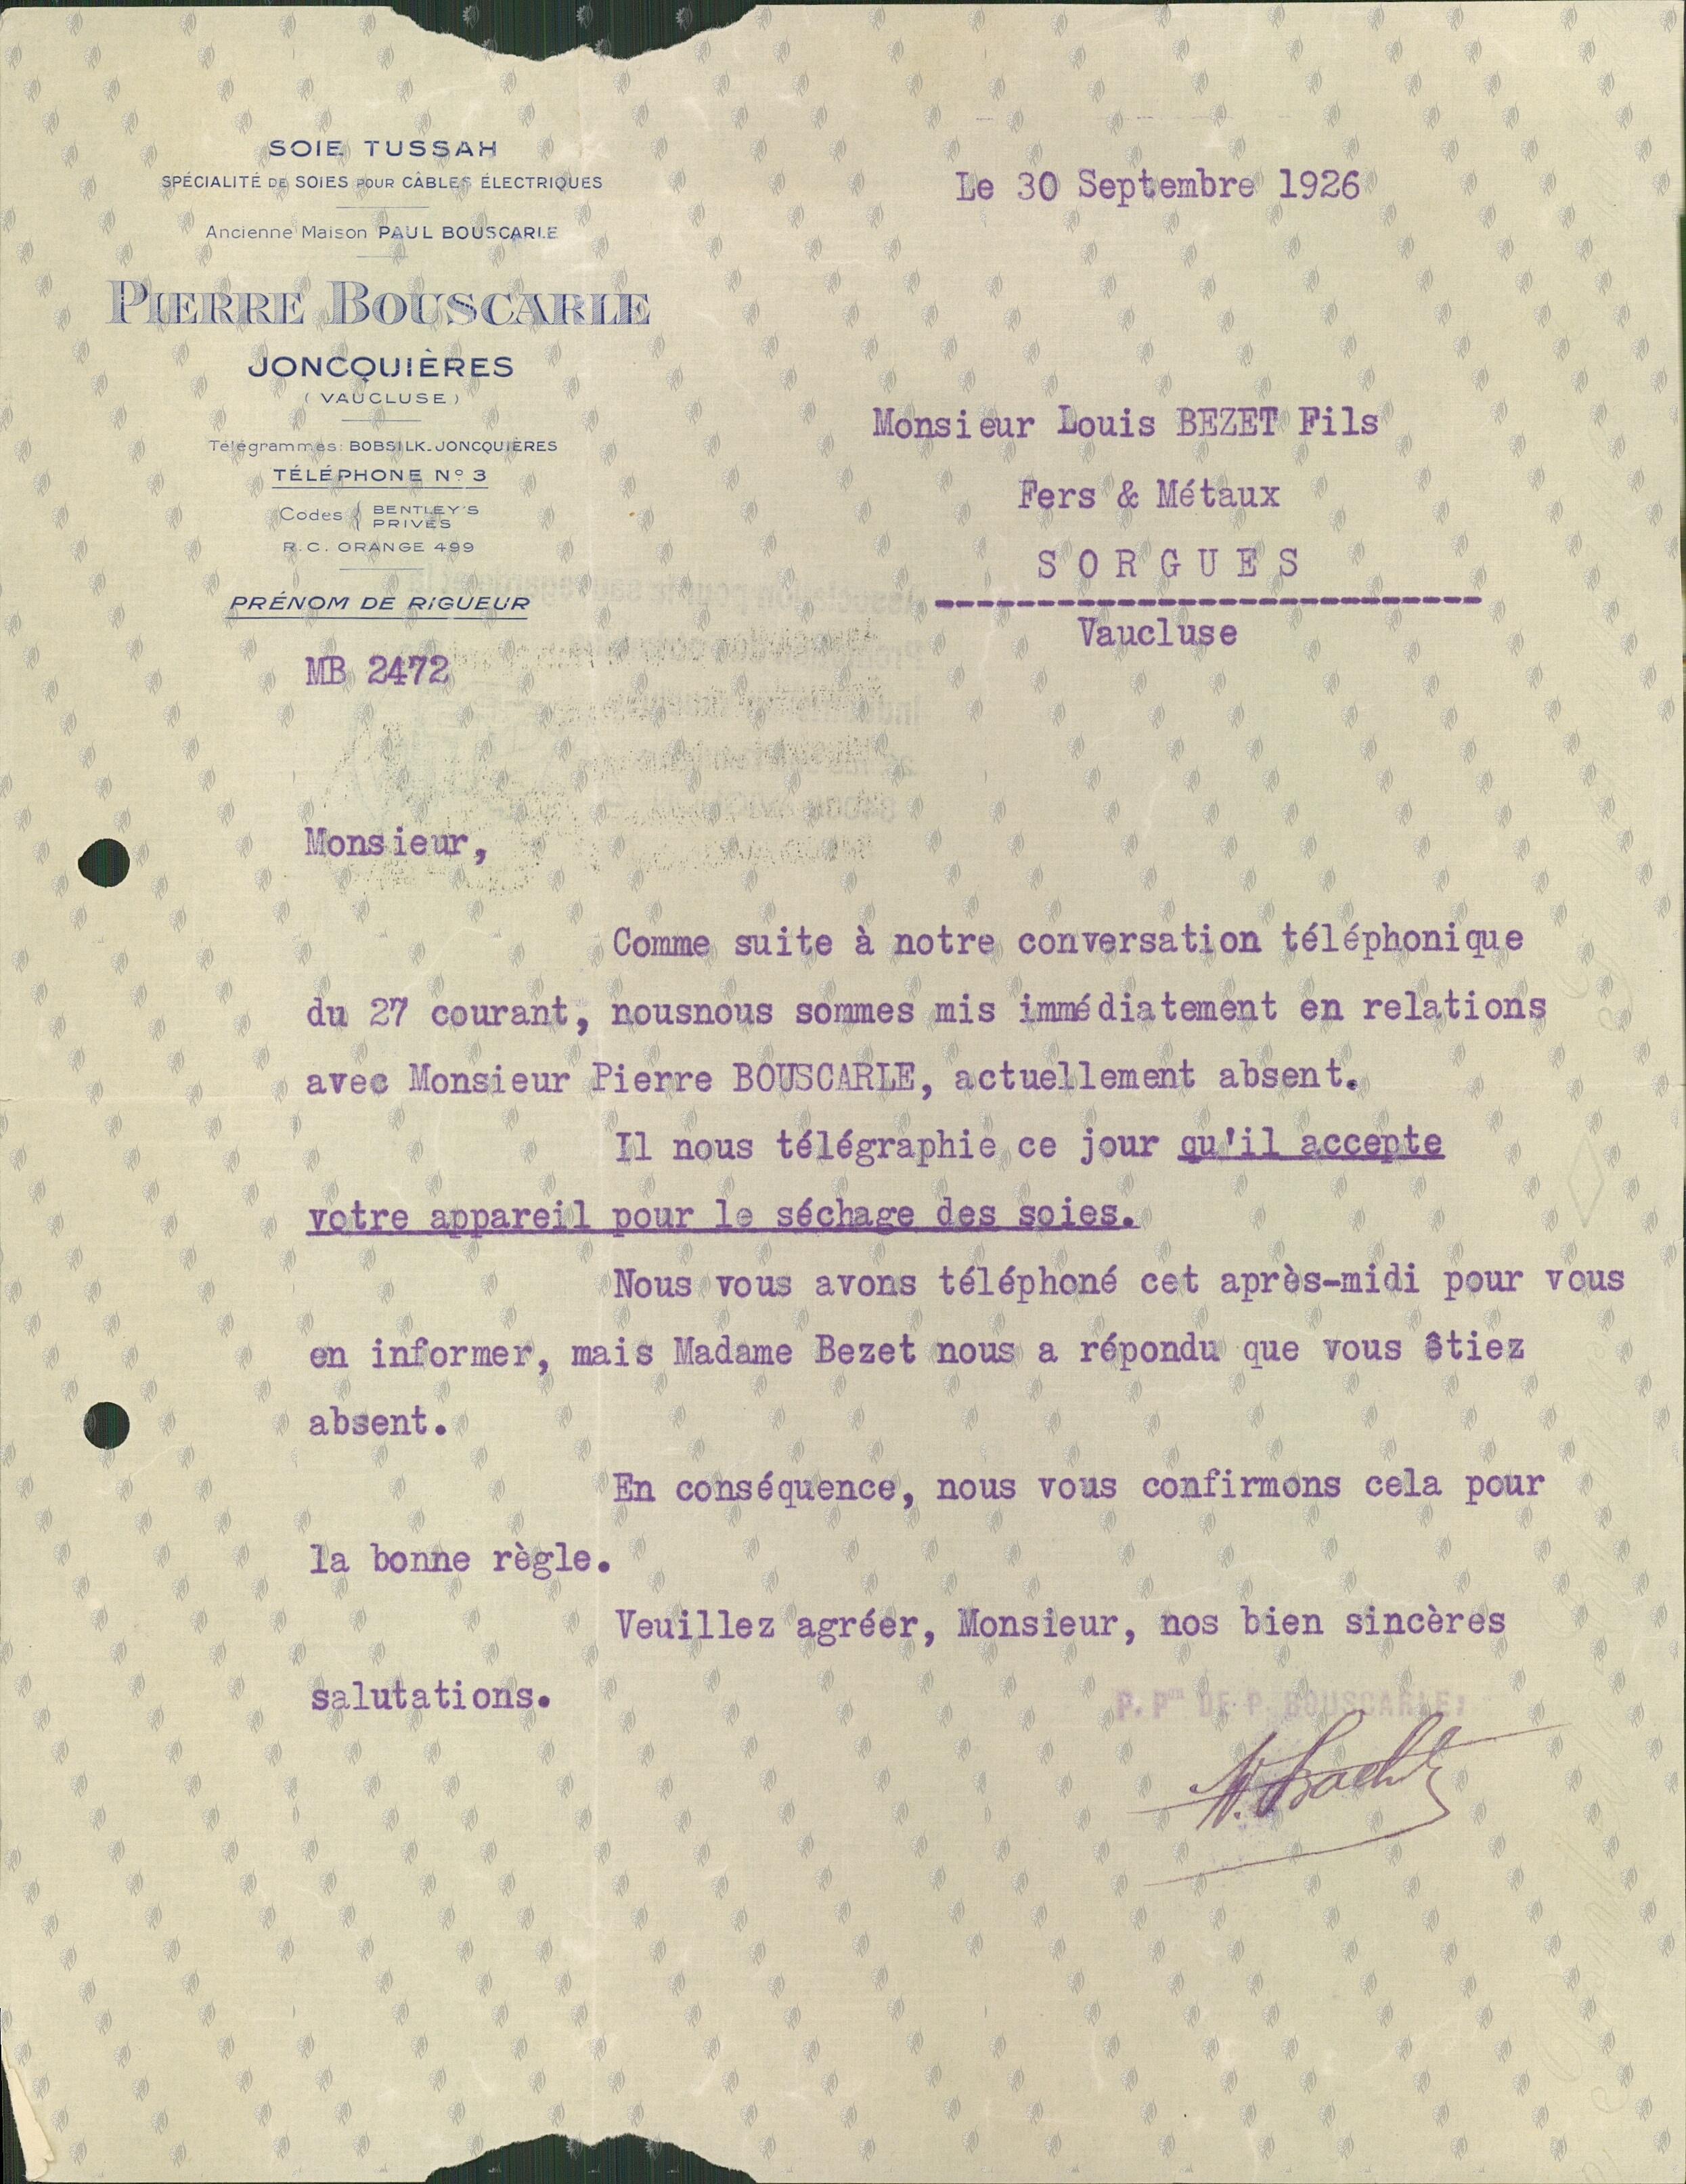 SOIE TUSSAH
SPÉCIALITÉ DE SOIES POUR CÂBLES ÉLECTRIQUES
Ancienne Maison PAUL BOUSCARLE
PIERRE BOUSCARLE
JONCQUIÈRES
(VAUCLUSE)
Télégrammes: BOBSILK-JONCQUIÈRES
TÉLÉPHONE No 3
Codes { BENTLEY'S
PRIVÉS
R.C. ORANGE 499
PRÉNOM DE RIGUEUR
MB 2472
Le 30 Septembre 1926
Monsieur Louis BEZET Fils
Fers & Métaux
S O R G U E S
Vaucluse
Monsieur,
Comme suite à notre conversation téléphonique
du 27 courant, nousnous sommes mis immédiatement en relations
avec Monsieur Pierre BOUSCARLE, actuellement absent.
Il nous télégraphie ce jour qu'il accepte
votre appareil pour le séchage des soies.
Nous vous avons téléphoné cet après-midi pour vous
en informer, mais Madame Bezet nous a répondu que vous êtiez
absent.
En conséquence, nous vous confirmons cela pour
la bonne règle.
Veuillez agréer, Monsieur, nos bien sincères
salutations.
P. Pon DE P. BOUSCARLE: